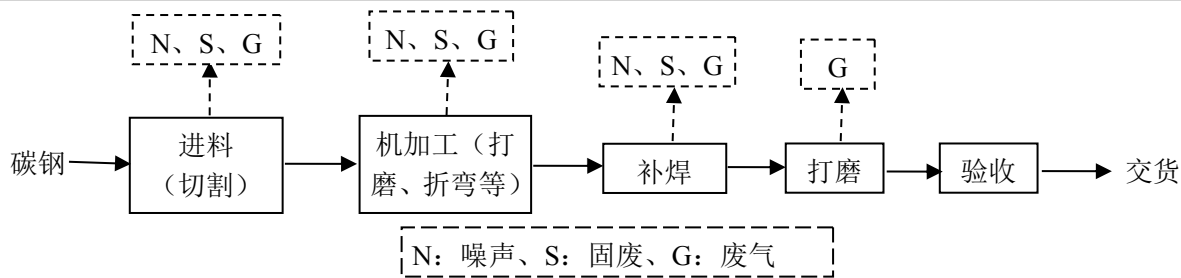 N、S、G
N、S、G
N、S、G
G
碳钢
进料
（切割）
机加工（打
磨、折弯等）
补焊
打磨
验收
交货
N：噪声、S：固废、G：废气